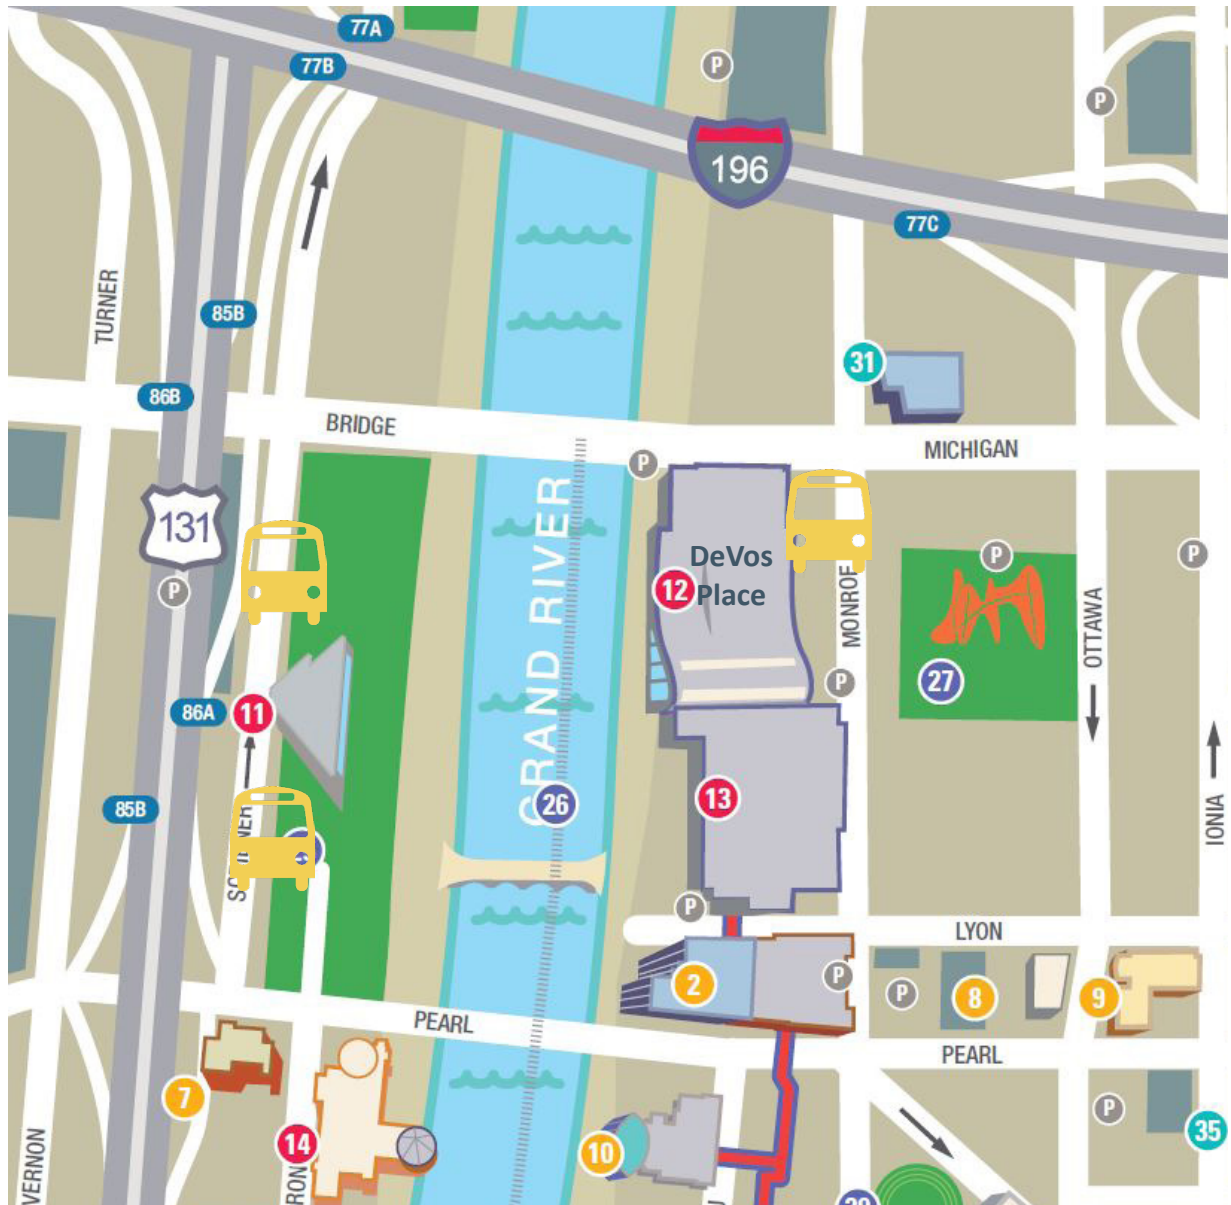 77A
77B
P
P
196
77C
TURNER
85B
31
86B
BRIDGE
MICHIGAN
P
GRAND RIVER
131
P
P
P
DeVos
Place
12
MONROE
OTTAWA
27
P
86A
11
13
26
85B
IONIA
SCRIBNER
P
LYON
2
P
P
8
9
PEARL
PEARL
7
P
35
14
10
VERNON